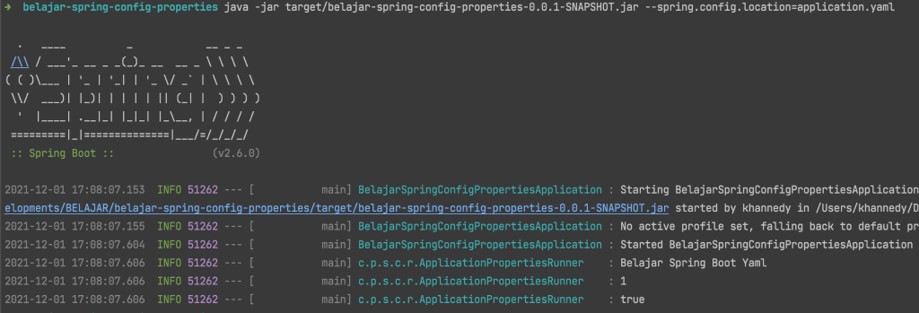 ➜  belajar-spring-config-properties java -jar target/belajar-spring-config-properties-0.0.1-SNAPSHOT.jar --spring.config.location=application.yaml
  .   ____          _            __ _ _
 /\\ / ___'_ __ _ _(_)_ __  __ _ \ \ \ \
( ( )\___ | '_ | '_| | '_ \/ _` | \ \ \ \
 \\/  ___)| |_)| | | | | || (_| |  ) ) ) )
  '  |____| .__|_| |_|_| |_\__, | / / / /
 =========|_|==============|___/=/_/_/_/
 :: Spring Boot ::                (v2.6.0)
2021-12-01 17:08:07.153  INFO 51262 --- [           main] BelajarSpringConfigPropertiesApplication : Starting BelajarSpringConfigPropertiesApplication
elopments/BELAJAR/belajar-spring-config-properties/target/belajar-spring-config-properties-0.0.1-SNAPSHOT.jar started by khannedy in /Users/khannedy/D
2021-12-01 17:08:07.155  INFO 51262 --- [           main] BelajarSpringConfigPropertiesApplication : No active profile set, falling back to default pr
2021-12-01 17:08:07.604  INFO 51262 --- [           main] BelajarSpringConfigPropertiesApplication : Started BelajarSpringConfigPropertiesApplication
2021-12-01 17:08:07.606  INFO 51262 --- [           main] c.p.s.c.r.ApplicationPropertiesRunner    : Belajar Spring Boot Yaml
2021-12-01 17:08:07.606  INFO 51262 --- [           main] c.p.s.c.r.ApplicationPropertiesRunner    : 1
2021-12-01 17:08:07.606  INFO 51262 --- [           main] c.p.s.c.r.ApplicationPropertiesRunner    : true